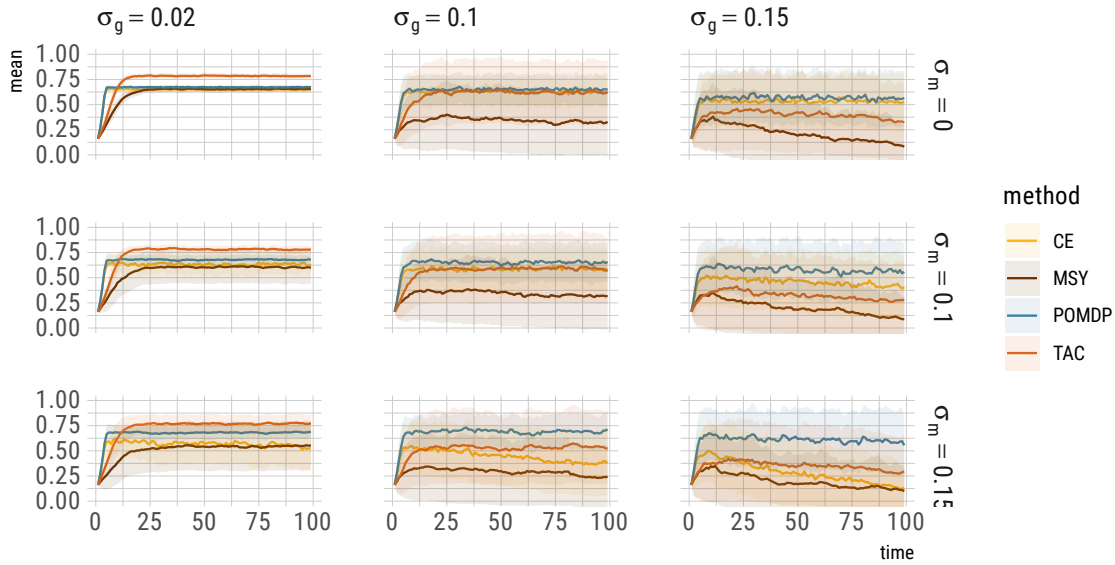 σg = 0.02
σg = 0.1
σg = 0.15
mean
1.00
0.75
0.50
0.25
0.00
σm = 0
1.00
0.75
0.50
0.25
0.00
σm = 0.1
1.00
0.75
0.50
0.25
0.00
σm = 0.15
0 25 50 75 100
0 25 50 75 100
0 25 50 75 100
time
method
CE
MSY
POMDP
TAC